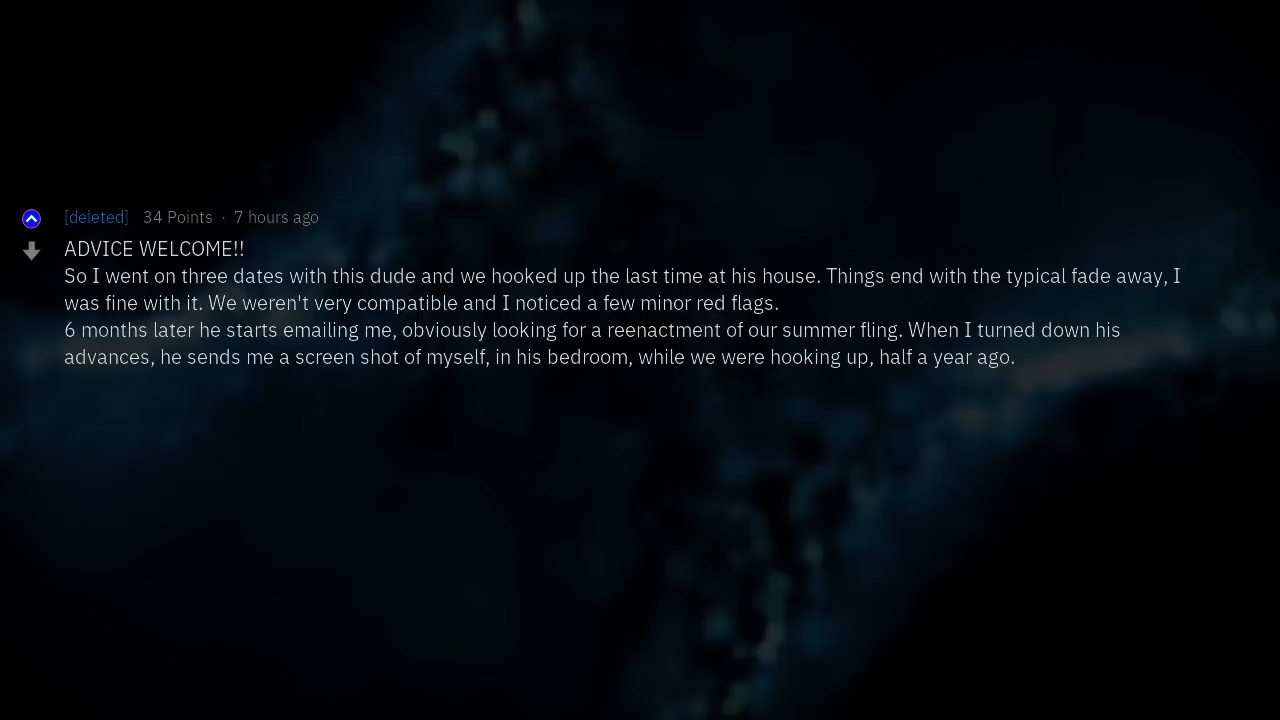 [deleted] 34 Points · 7 hours ago
ADVICE WELCOME!!
So I went on three dates with this dude and we hooked up the last time at his house. Things end with the typical fade away, I
was fine with it. We weren't very compatible and I noticed a few minor red flags.
6 months later he starts emailing me, obviously looking for a reenactment of our summer fling. When I turned down his
advances, he sends me a screen shot of myself, in his bedroom, while we were hooking up, half a year ago.